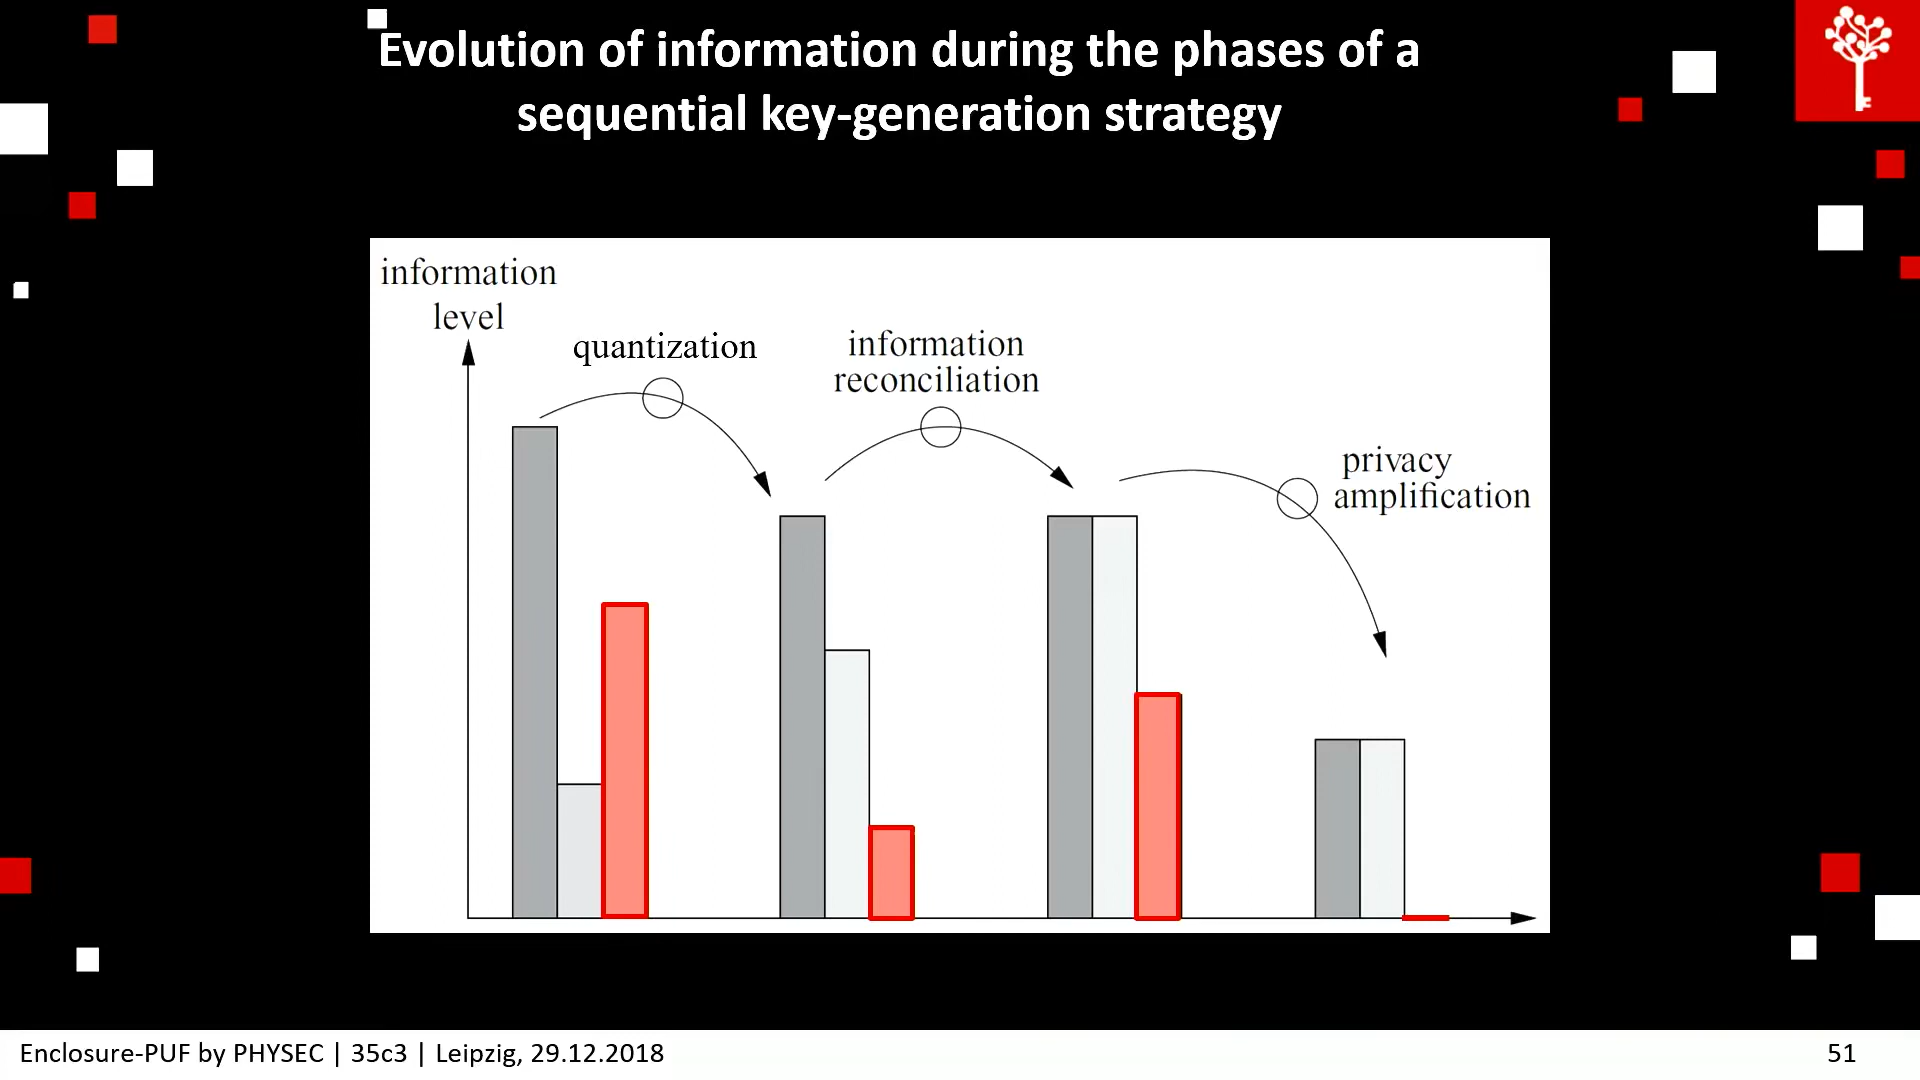 Evolution of information during the phases of a
sequential key-generation strategy
information
level
quantization
information
reconciliation
privacy
amplification
Enclosure-PUF by PHYSEC | 35c3 | Leipzig, 29.12.2018
51